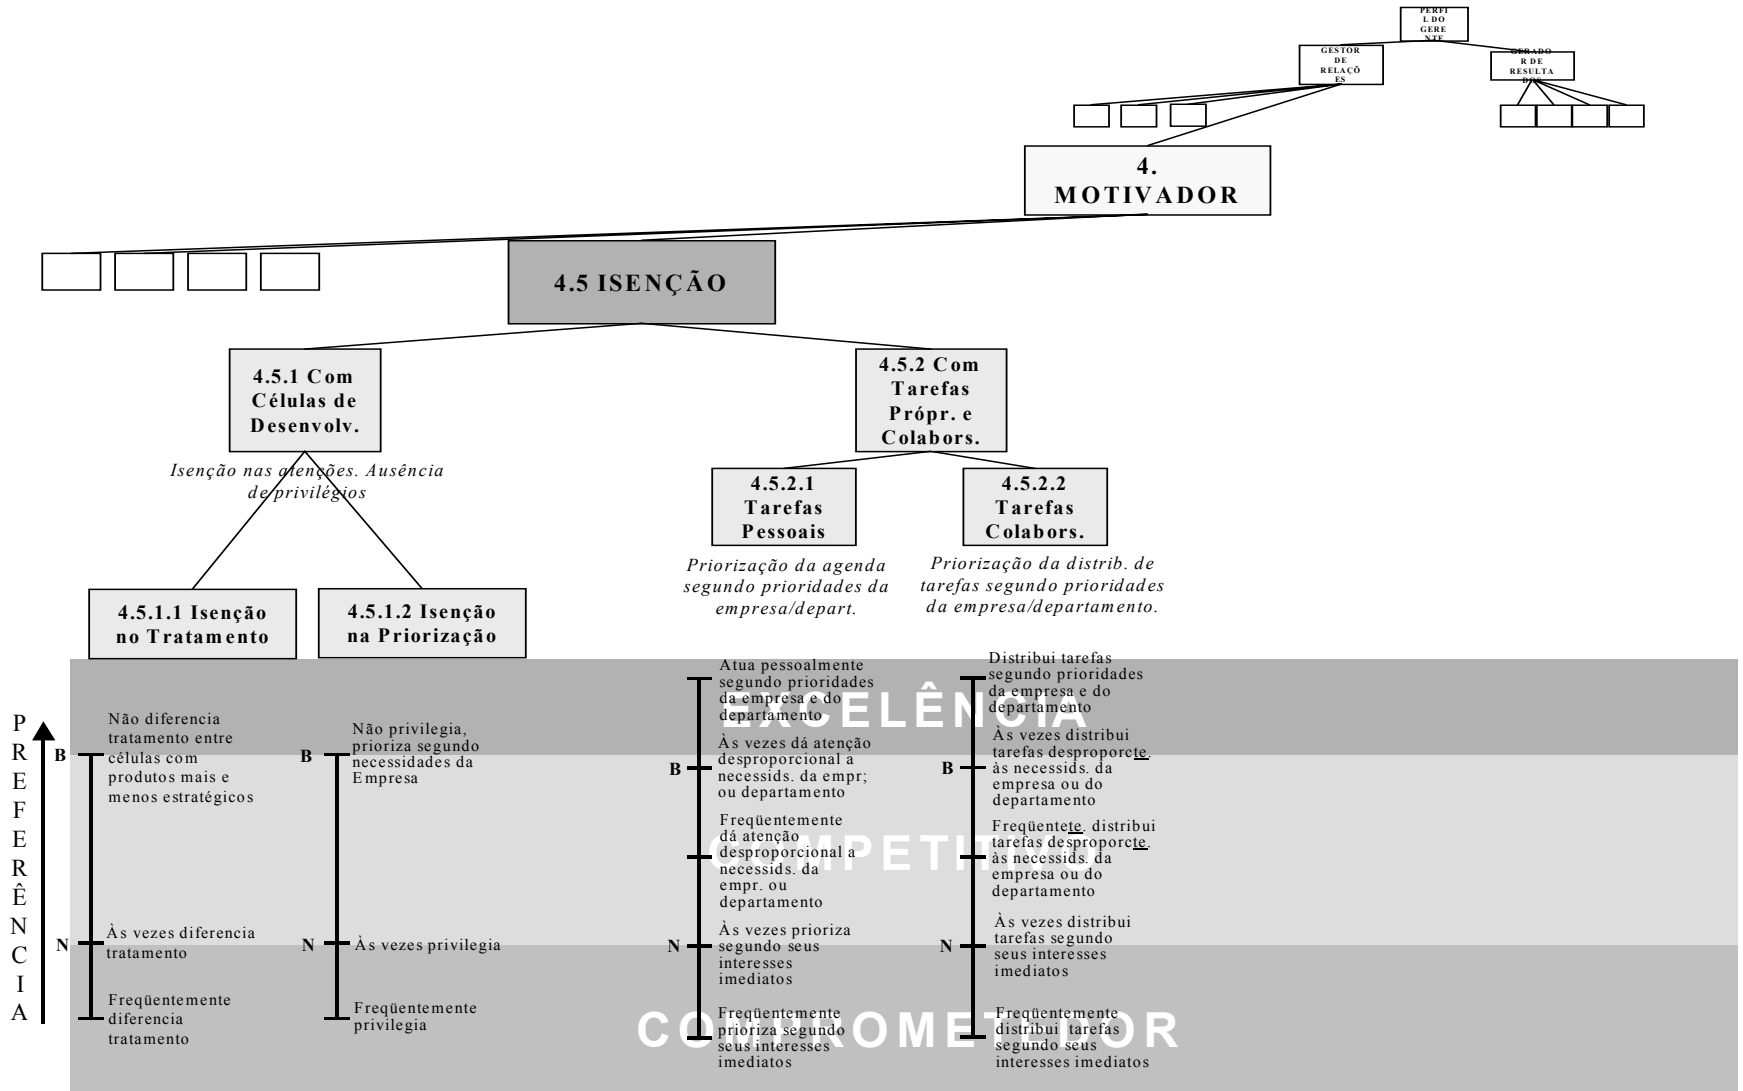 PERFI
L DO
GERE
NTE
GESTOR
DE
RELAÇÕ
ES
GERADO
R DE
RESULTA
DOS
4.
MOTIVADOR
4.5 ISENÇÃO
4.5.1 Com
Células de
Desenvolv.
Isenção nas atenções. Ausência
de privilégios
4.5.2 Com
Tarefas
Própr. e
Colabors.
4.5.2.1
Tarefas
Pessoais
4.5.2.2
Tarefas
Colabors.
Priorização da agenda
segundo prioridades da
empresa/depart.
Priorização da distrib. de
tarefas segundo prioridades
da empresa/departamento.
4.5.1.1 Isenção
no Tratamento
4.5.1.2 Isenção
na Priorização
EXCELÊNCIA
COMPETITIVO
COMPROMETEDOR
P
R
E
F
E
R
Ê
N
C
I
A
B
Não diferencia
tratamento entre
células com
produtos mais e
menos estratégicos
N
Às vezes diferencia
tratamento
Freqüentemente
diferencia
tratamento
B
Não privilegia,
prioriza segundo
necessidades da
Empresa
N
Às vezes privilegia
Freqüentemente
privilegia
Atua pessoalmente
segundo prioridades
da empresa e do
departamento
B
Às vezes dá atenção
desproporcional a
necessids. da empr;
ou departamento
Freqüentemente
dá atenção
desproporcional a
necessids. da
empr. ou
departamento
N
Às vezes prioriza
segundo seus
interesses
imediatos
Freqüentemente
prioriza segundo
seus interesses
imediatos
Distribui tarefas
segundo prioridades
da empresa e do
departamento
B
Às vezes distribui
tarefas desproporcte.
às necessids. da
empresa ou do
departamento
Freqüentete. distribui
tarefas desproporcte.
às necessids. da
empresa ou do
departamento
N
Às vezes distribui
tarefas segundo
seus interesses
imediatos
Freqüentemente
distribui tarefas
segundo seus
interesses imediatos